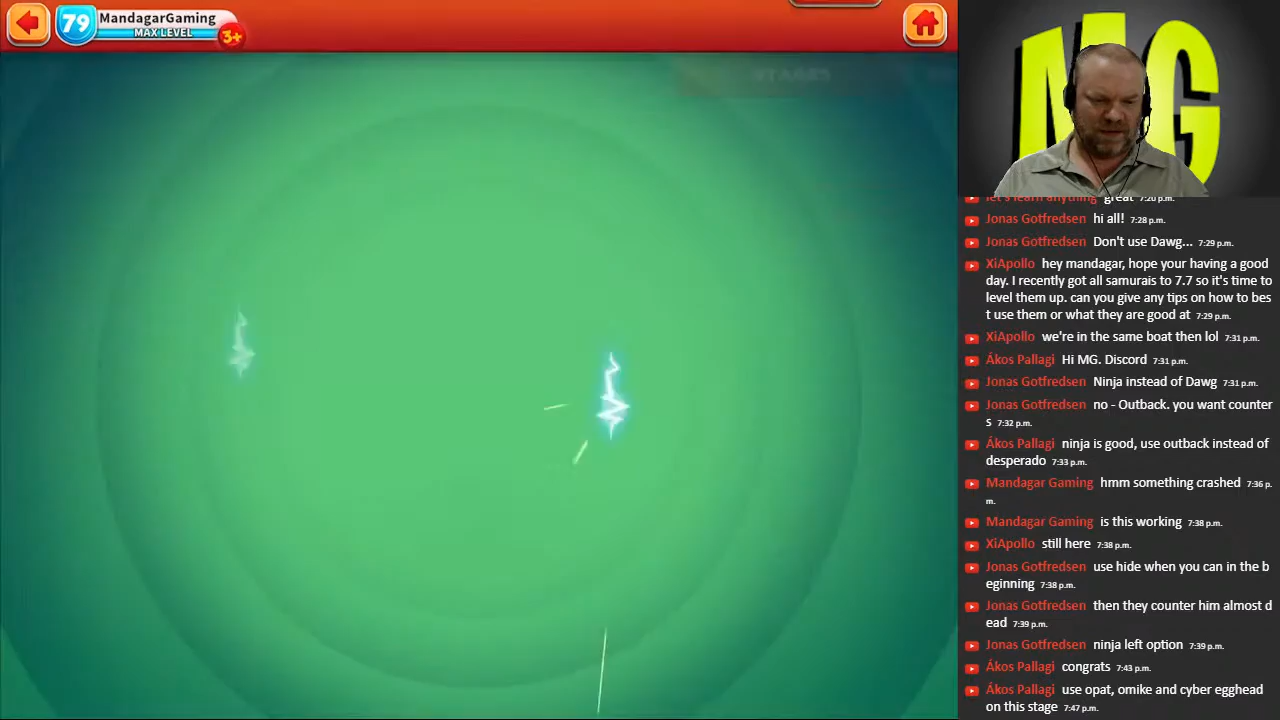 79
MandagarGaming
MAX LEVEL
3+
STAGES
MG
let's learn anything great 7:20 p.m.
Jonas Gotfredsen hi all! 7:28 p.m.
Jonas Gotfredsen Don't use Dawg... 7:29 p.m.
XiApollo hey mandagar, hope your having a good
day. I recently got all samurais to 7.7 so it's time to
level them up. can you give any tips on how to bes
t use them or what they are good at 7:29 p.m.
XiApollo we're in the same boat then lol 7:31 p.m.
Ákos Pallagi Hi MG. Discord 7:31 p.m.
Jonas Gotfredsen Ninja instead of Dawg 7:31 p.m.
Jonas Gotfredsen no - Outback. you want counter
s 7:32 p.m.
Ákos Pallagi ninja is good, use outback instead of
desperado 7:33 p.m.
Mandagar Gaming hmm something crashed 7:36 p.
m.
Mandagar Gaming is this working 7:38 p.m.
XiApollo still here 7:38 p.m.
Jonas Gotfredsen use hide when you can in the b
eginning 7:38 p.m.
Jonas Gotfredsen then they counter him almost d
ead 7:39 p.m.
Jonas Gotfredsen ninja left option 7:39 p.m.
Ákos Pallagi congrats 7:43 p.m.
Ákos Pallagi use opat, omike and cyber egghead
on this stage 7:47 p.m.